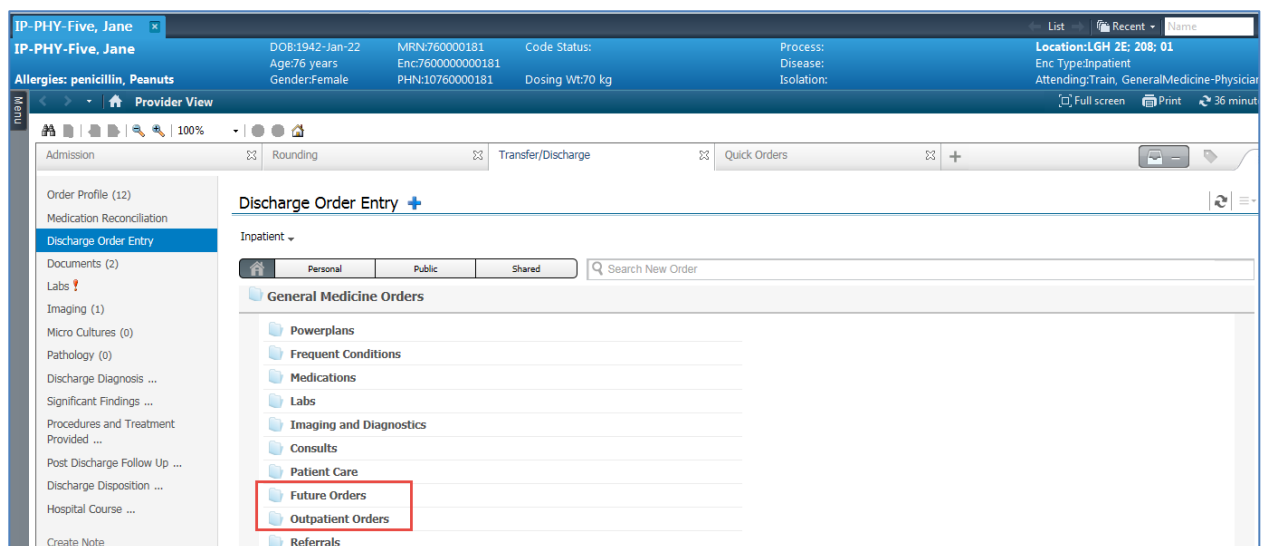 IP-PHY-Five, Jane
List Recent Name
IP-PHY-Five, Jane DOB:1942-Jan-22 MRN:760000181 Code Status: Process: Location:LGH 2E; 208; 01
Age:76 years Enc:7600000000181 Disease: Enc Type:Inpatient
Allergies: penicillin, Peanuts Gender:Female PHN:10760000181 Dosing Wt:70 kg Isolation: Attending:Train, GeneralMedicine-Physician
Menu
Provider View Full screen Print 36 minut
100%
Admission Rounding Transfer/Discharge Quick Orders
Order Profile (12)
Medication Reconciliation
Discharge Order Entry
Documents (2)
Labs
Imaging (1)
Micro Cultures (0)
Pathology (0)
Discharge Diagnosis ...
Significant Findings ...
Procedures and Treatment
Provided ...
Post Discharge Follow Up ...
Discharge Disposition ...
Hospital Course ...
Create Note
Discharge Order Entry
Inpatient
Personal Public Shared Search New Order
General Medicine Orders
Powerplans
Frequent Conditions
Medications
Labs
Imaging and Diagnostics
Consults
Patient Care
Future Orders
Outpatient Orders
Referrals